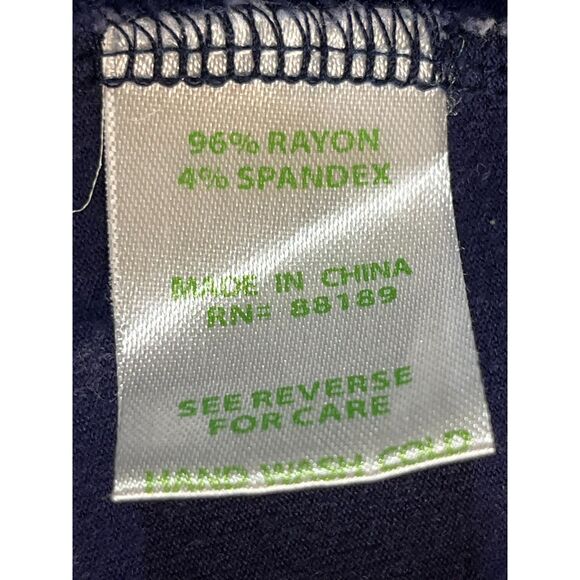 96% RAYON
4% SPANDEX
MADE IN CHINA
RN# 88189
SEE REVERSE
FOR CARE
HAND WASH COLD